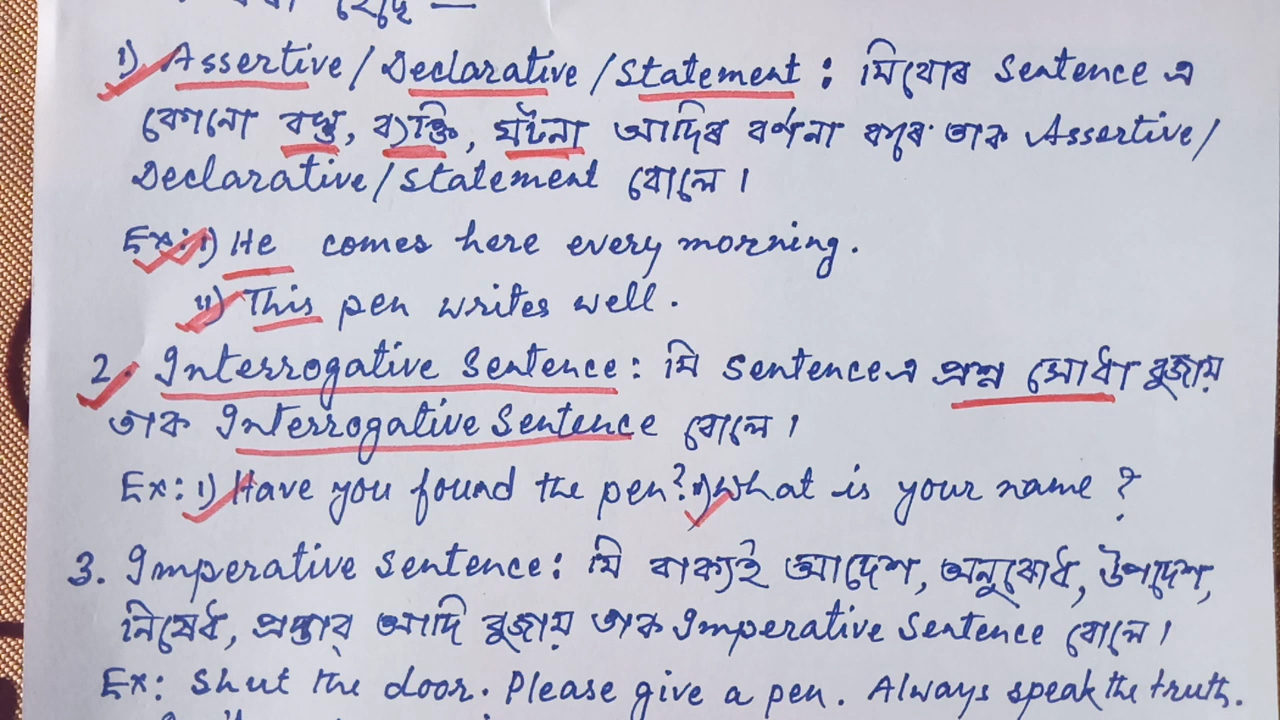 হৈছে —
1) Assertive / Declarative / Statement : যিবোৰ Sentence এ
কোনো বস্তু, ব্যক্তি, ঘটনা আদিৰ বৰ্ণনা কৰে তাক Assertive/
Declarative/Statement বোলে।
Ex: i) He comes here every morning.
ii) This pen writes well.
2. Interrogative Sentence : যি Sentence এ প্ৰশ্ন সোধা বুজায়
তাক Interrogative Sentence বোলে।
Ex: i) Have you found the pen? ii) What is your name ?
3. Imperative Sentence : যি বাক্যই আদেশ, অনুৰোধ, উপদেশ,
নিষেধ, প্ৰস্তাৱ আদি বুজায় তাক Imperative Sentence বোলে।
Ex: Shut the door. Please give a pen. Always speak the truth.